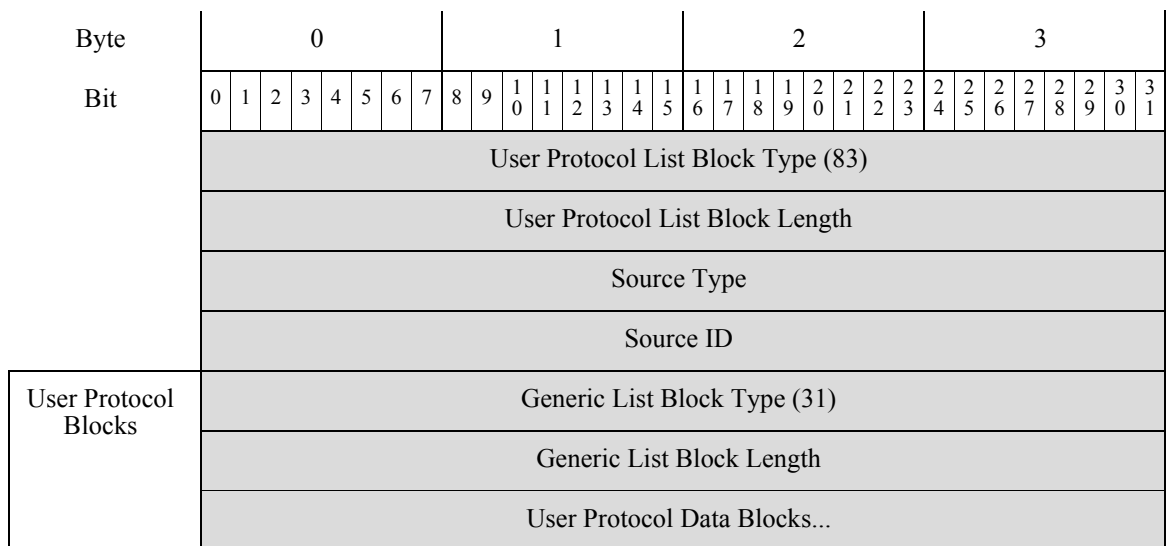 Byte 0 1 2 3
Bit 0 1 2 3 4 5 6 7 8 9 10 11 12 13 14 15 16 17 18 19 20 21 22 23 24 25 26 27 28 29 30 31
User Protocol List Block Type (83)
User Protocol List Block Length
Source Type
Source ID
User Protocol
Blocks
Generic List Block Type (31)
Generic List Block Length
User Protocol Data Blocks...